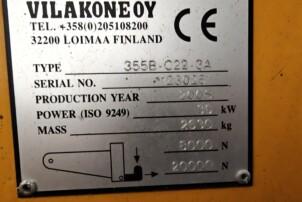 VILAKONE OY
TEL. +358(0)205108200
32200 LOIMAA FINLAND
CE
TYPE 355B-C22-3A
SERIAL NO.
PRODUCTION YEAR
POWER (ISO 9249) kW
MASS kg
N
20000 N